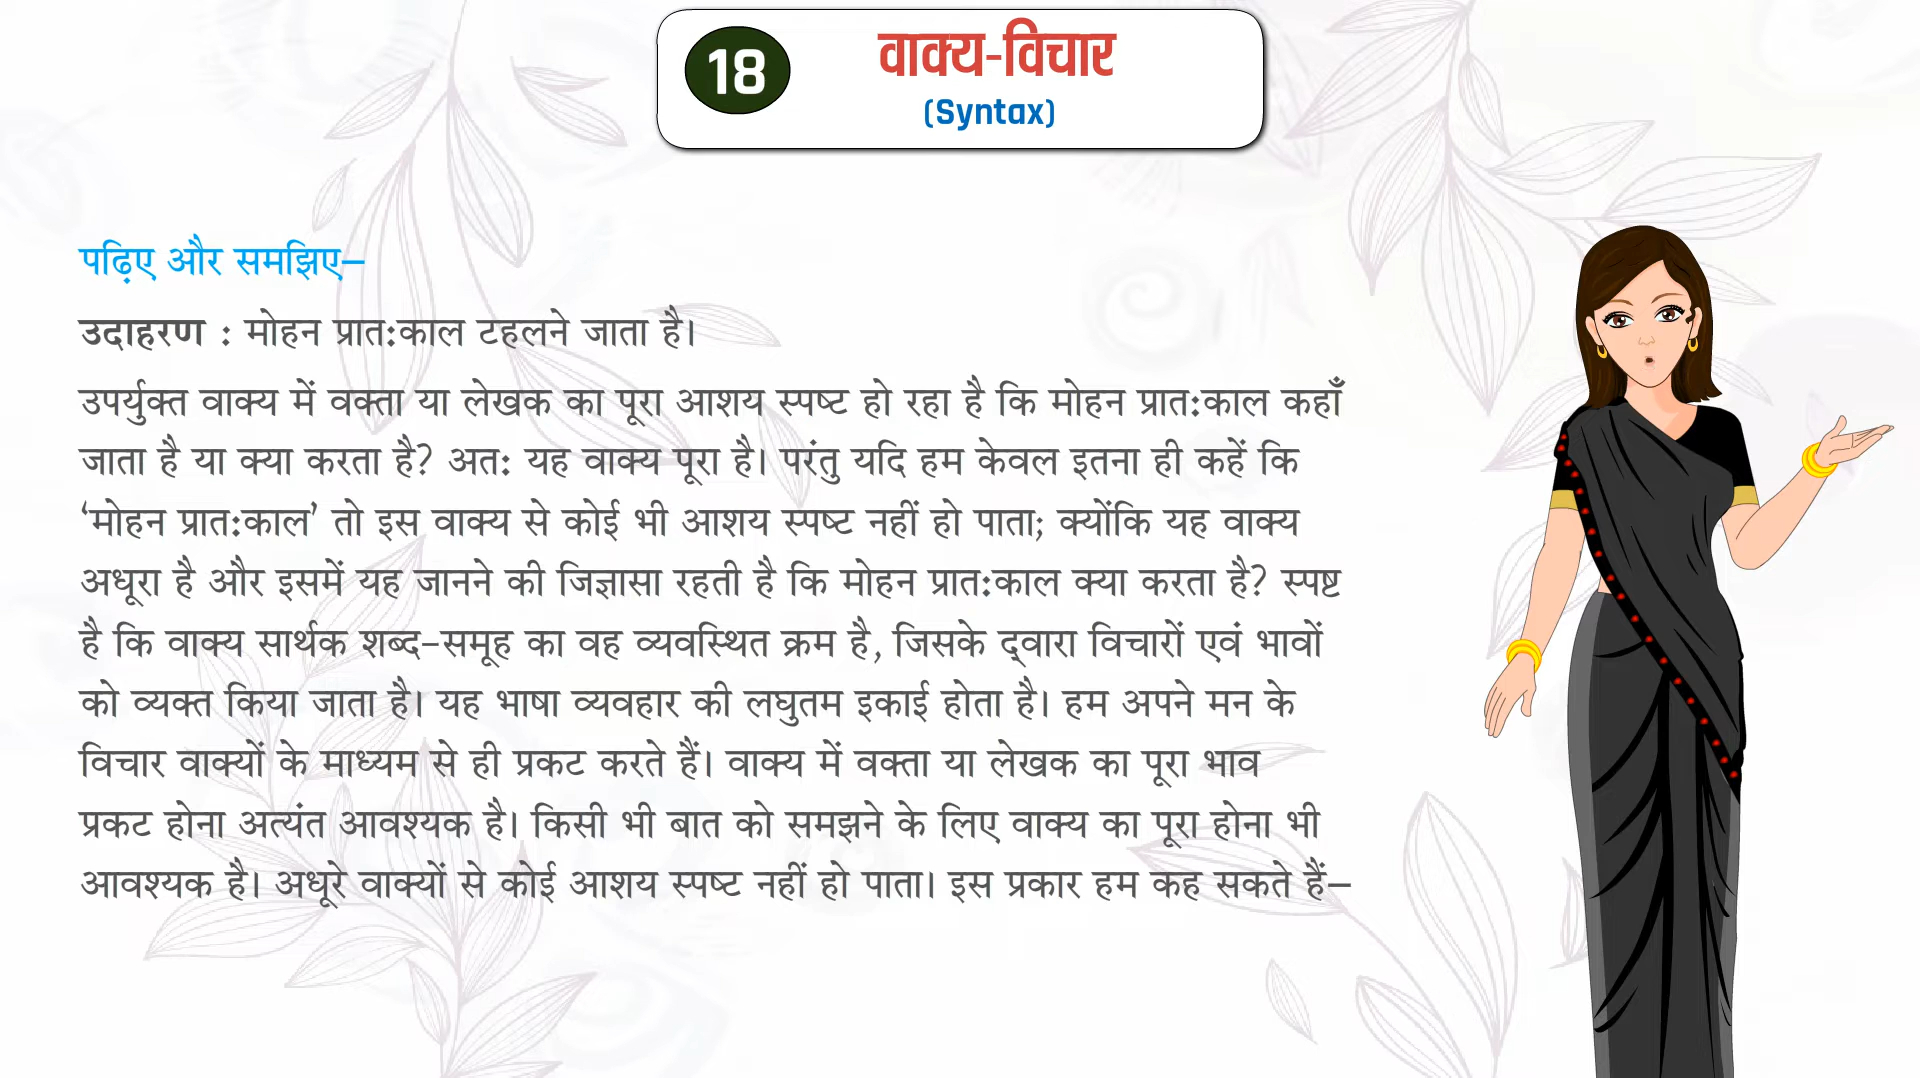 18
वाक्य-विचार
(Syntax)
पढ़िए और समझिए–
उदाहरण : मोहन प्रात:काल टहलने जाता है।
उपर्युक्त वाक्य में वक्ता या लेखक का पूरा आशय स्पष्ट हो रहा है कि मोहन प्रात:काल कहाँ
जाता है या क्या करता है? अत: यह वाक्य पूरा है। परंतु यदि हम केवल इतना ही कहें कि
‘मोहन प्रात:काल’ तो इस वाक्य से कोई भी आशय स्पष्ट नहीं हो पाता; क्योंकि यह वाक्य
अधूरा है और इसमें यह जानने की जिज्ञासा रहती है कि मोहन प्रात:काल क्या करता है? स्पष्ट
है कि वाक्य सार्थक शब्द-समूह का वह व्यवस्थित क्रम है, जिसके द्वारा विचारों एवं भावों
को व्यक्त किया जाता है। यह भाषा व्यवहार की लघुतम इकाई होता है। हम अपने मन के
विचार वाक्यों के माध्यम से ही प्रकट करते हैं। वाक्य में वक्ता या लेखक का पूरा भाव
प्रकट होना अत्यंत आवश्यक है। किसी भी बात को समझने के लिए वाक्य का पूरा होना भी
आवश्यक है। अधूरे वाक्यों से कोई आशय स्पष्ट नहीं हो पाता। इस प्रकार हम कह सकते हैं–